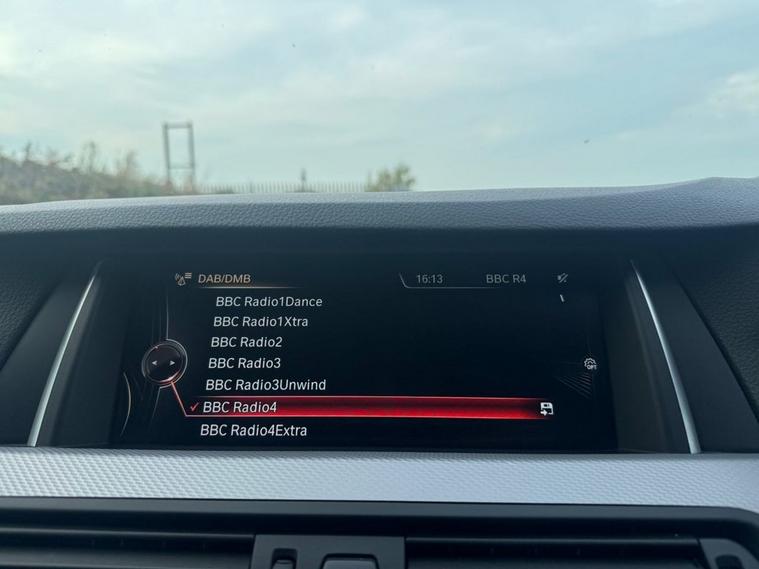 DAB/DMB 16:13 BBC R4
BBC Radio1Dance
BBC Radio1Xtra
BBC Radio2
BBC Radio3
BBC Radio3Unwind
OPT
BBC Radio4
BBC Radio4Extra